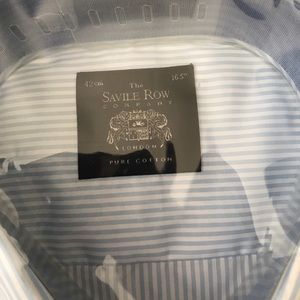 42cm The 16.5"
SAVILE ROW
COMPANY
LONDON
PURE COTTON